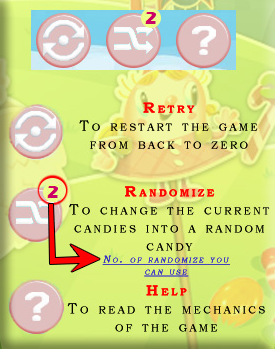 2
?
Retry
To restart the game
from back to zero
2
Randomize
To change the current
candies into a random
candy
No. of randomize you
can use
?
Help
To read the mechanics
of the game